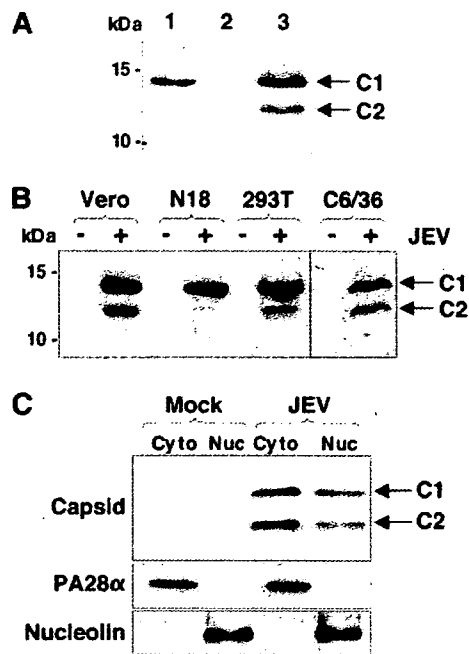 A
kDa 1 2 3
15 -
C1
C2
10 -
B
Vero N18 293T C6/36
kDa - + - + - + - + JEV
15 -
C1
C2
10 -
C
Mock JEV
Cyto Nuc Cyto Nuc
Capsid
C1
C2
PA28α
Nucleolin